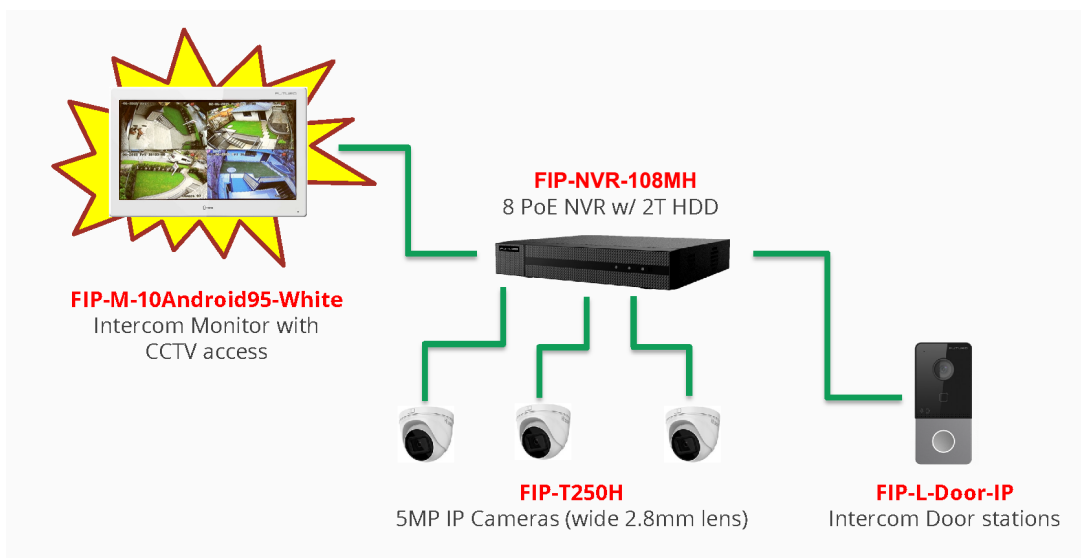 FIP-NVR-108MH
8 PoE NVR w/ 2T HDD
FIP-M-10Android95-White
Intercom Monitor with
CCTV access
FIP-T250H
5MP IP Cameras (wide 2.8mm lens)
FIP-L-Door-IP
Intercom Door stations